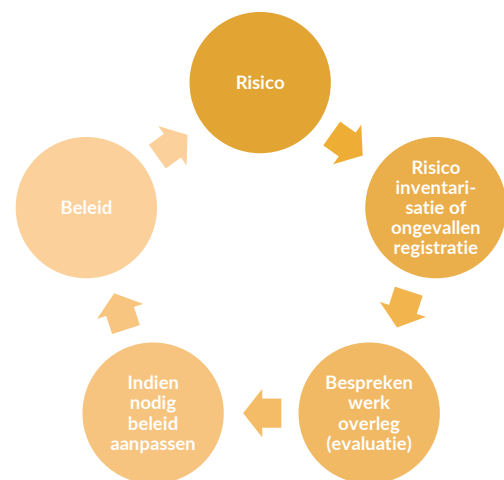 Risico
Risico
inventari-
satie of
ongevallen
registratie
Bespreken
werk
overleg
(evaluatie)
Indien
nodig
beleid
aanpassen
Beleid